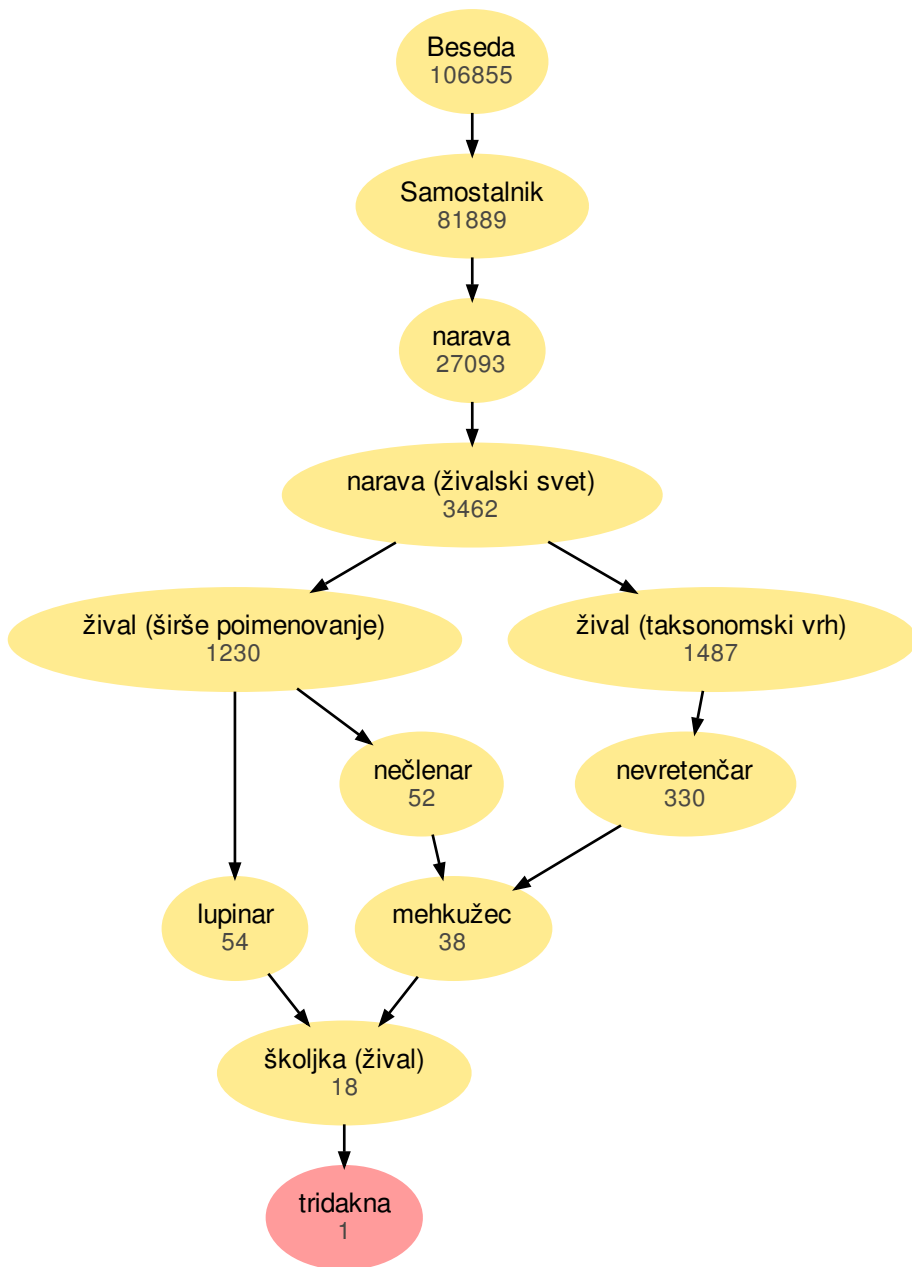 Beseda
106855
Samostalnik
81889
narava
27093
narava (živalski svet)
3462
žival (širše poimenovanje)
1230
žival (taksonomski vrh)
1487
nečlenar
52
nevretenčar
330
lupinar
54
mehkužec
38
školjka (žival)
18
tridakna
1